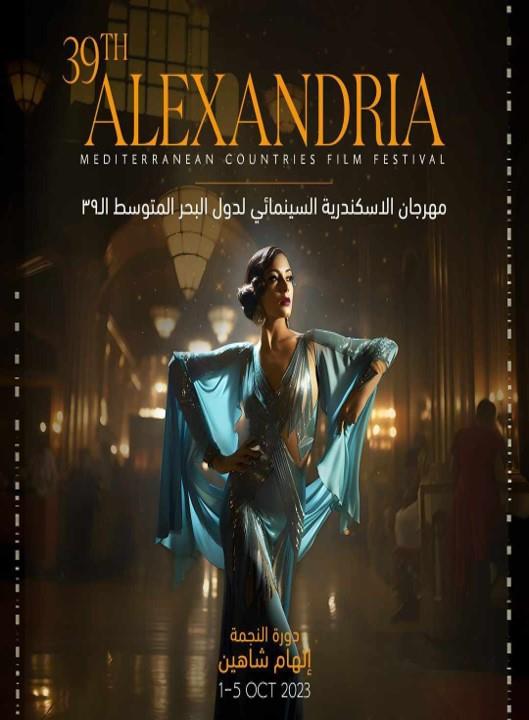 39TH
ALEXANDRIA
MEDITERRANEAN COUNTRIES FILM FESTIVAL
مهرجان الاسكندرية السينمائي لدول البحر المتوسط الـ٣٩
دورة النجمة
إلهام شاهين
1-5 OCT 2023